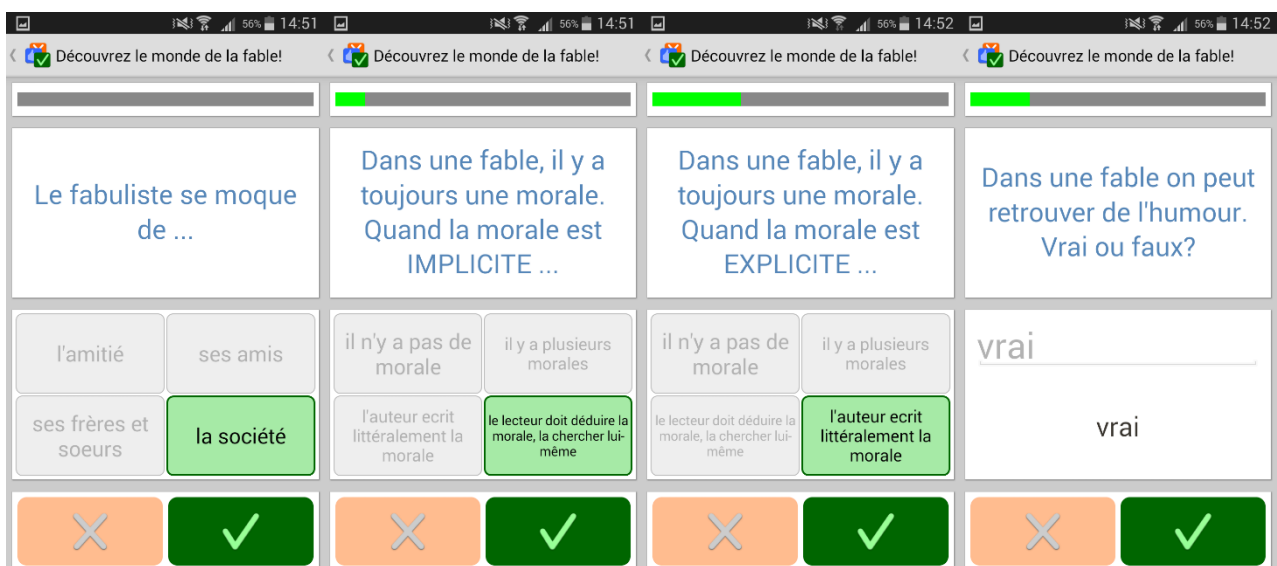 56% 14:51
Découvrez le monde de la fable!
Le fabuliste se moque
de ...
l'amitié
ses amis
ses frères et
soeurs
la société
56% 14:51
Découvrez le monde de la fable!
Dans une fable, il y a
toujours une morale.
Quand la morale est
IMPLICITE ...
il n'y a pas de
morale
il y a plusieurs
morales
l'auteur ecrit
littéralement la
morale
le lecteur doit déduire la
morale, la chercher lui-
même
56% 14:52
Découvrez le monde de la fable!
Dans une fable, il y a
toujours une morale.
Quand la morale est
EXPLICITE ...
il n'y a pas de
morale
il y a plusieurs
morales
le lecteur doit déduire la
morale, la chercher lui-
même
l'auteur ecrit
littéralement la
morale
56% 14:52
Découvrez le monde de la fable!
Dans une fable on peut
retrouver de l'humour.
Vrai ou faux?
vrai
vrai